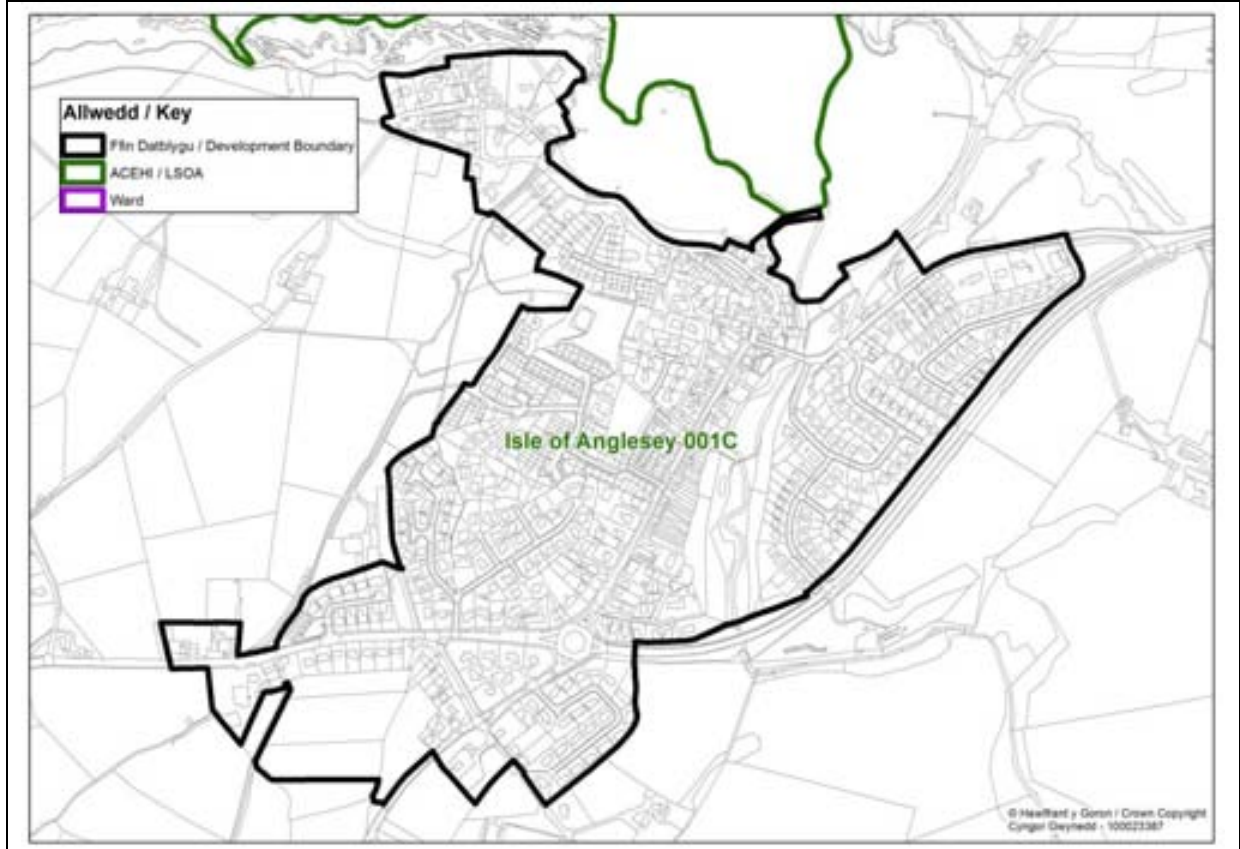 Allwedd / Key
Ffin Datblygu / Development Boundary
ACEHI / LSOA
Ward
Isle of Anglesey 001C
© Hawlfraint y Goron / Crown Copyright
Cyngor Gwynedd - 100023387